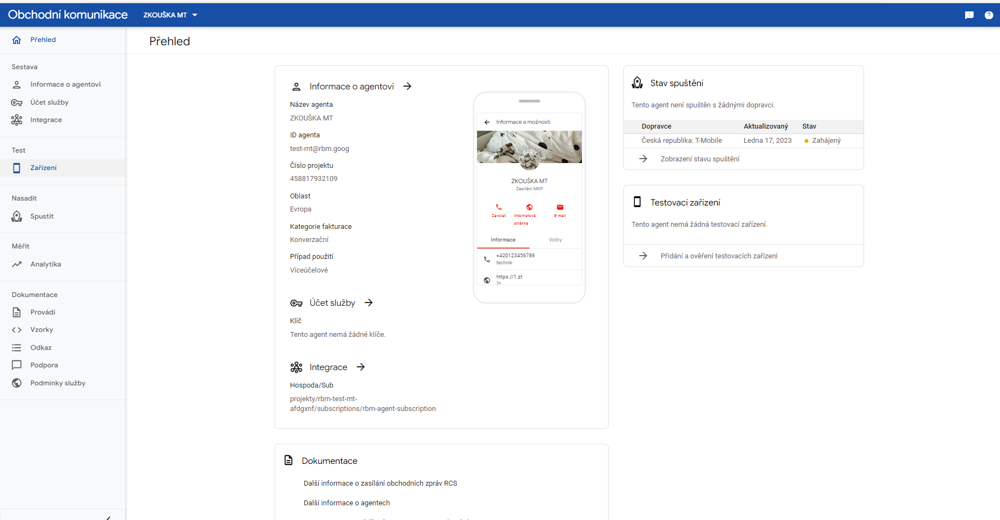 Obchodní komunikace
ZKOUŠKA MT
Přehled
Sestava
Informace o agentovi
Účet služby
Integrace
Test
Zařízení
Nasadit
Spustit
Měřit
Analytika
Dokumentace
Provádí
Vzorky
Odkaz
Podpora
Podmínky služby
Přehled
Informace o agentovi
Název agenta
ZKOUŠKA MT
ID agenta
test-mt@rbm.goog
Číslo projektu
458817932109
Oblast
Evropa
Kategorie fakturace
Konverzační
Případ použití
Víceúčelové
Informace a možnosti
ZKOUŠKA MT
Zasílání MKP
Zavolat
Internetová
stránka
E-mail
Informace
Volby
+420123456789
technik
https://1.zt
Zt
Účet služby
Klíč
Tento agent nemá žádné klíče.
Integrace
Hospoda/Sub
projekty/rbm-test-mt-
afdgxnf/subscriptions/rbm-agent-subscription
Dokumentace
Další informace o zasílání obchodních zpráv RCS
Další informace o agentech
Stav spuštění
Tento agent není spuštěn s žádnými dopravci.
Dopravce Aktualizovaný Stav
Česká republika: T-Mobile Ledna 17, 2023 Zahájený
Zobrazení stavu spuštění
Testovací zařízení
Tento agent nemá žádná testovací zařízení.
Přidání a ověření testovacích zařízení